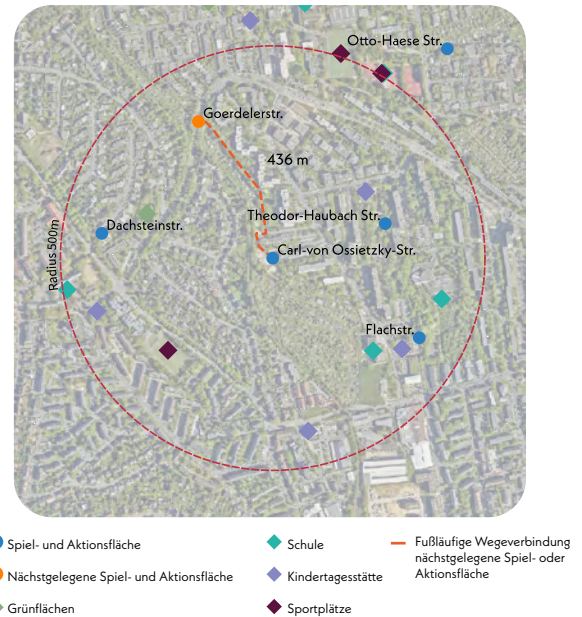 Otto-Haese Str.
Goerdelerstr.
436 m
Theodor-Haubach Str.
Dachsteinstr.
Carl-von Ossietzky-Str.
Radius 500m
Flachstr.
Spiel- und Aktionsfläche
Nächstgelegene Spiel- und Aktionsfläche
Grünflächen
Schule
Kindertagesstätte
Sportplätze
Fußläufige Wegeverbindung
nächstgelegene Spiel- oder
Aktionsfläche